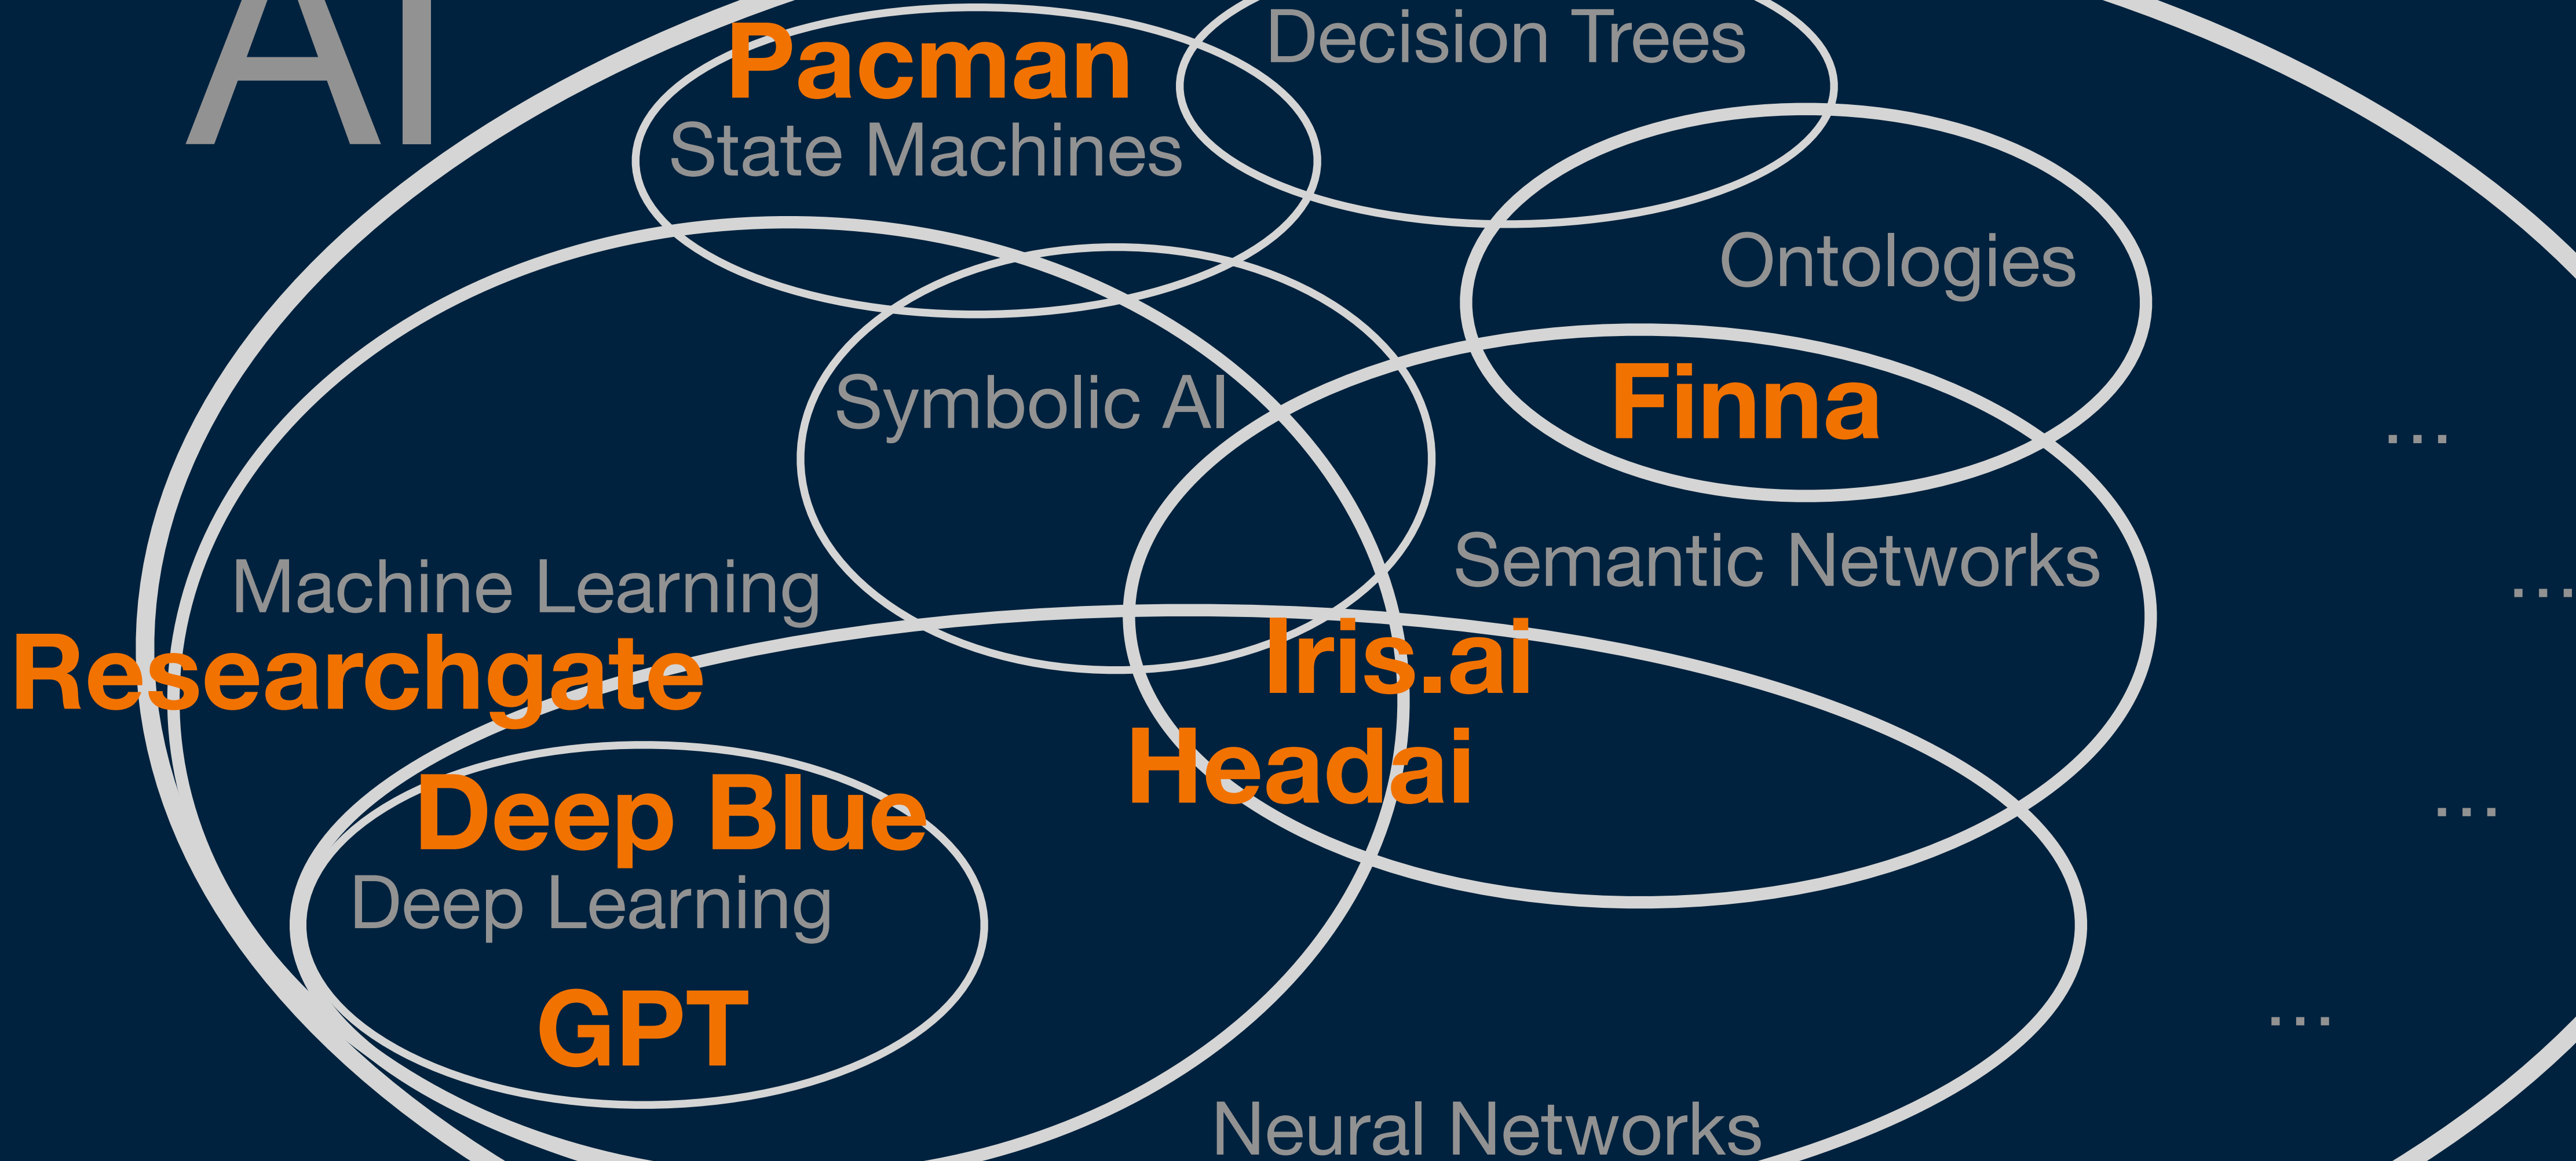 AI
Pacman
Decision Trees
State Machines
Ontologies
Symbolic AI
Finna
...
Semantic Networks
Machine Learning
...
Researchgate
Iris.ai
Headai
Deep Blue
...
Deep Learning
GPT
...
Neural Networks